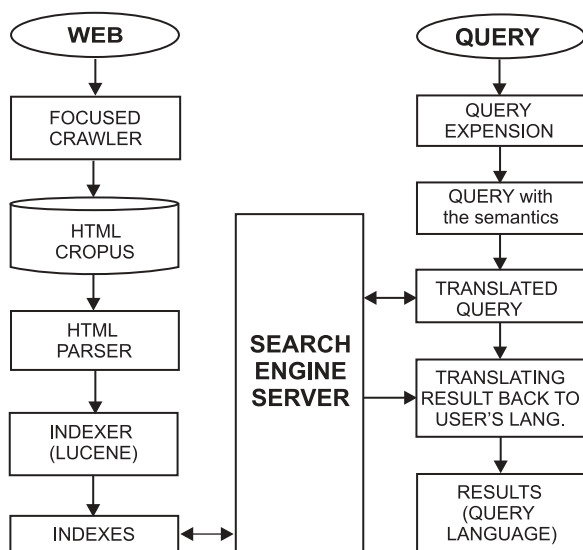 WEB
FOCUSED
CRAWLER
HTML
CROPUS
HTML
PARSER
INDEXER
(LUCENE)
INDEXES
SEARCH
ENGINE
SERVER
QUERY
QUERY
EXPENSION
QUERY with
the semantics
TRANSLATED
QUERY
TRANSLATING
RESULT BACK TO
USER'S LANG.
RESULTS
(QUERY
LANGUAGE)